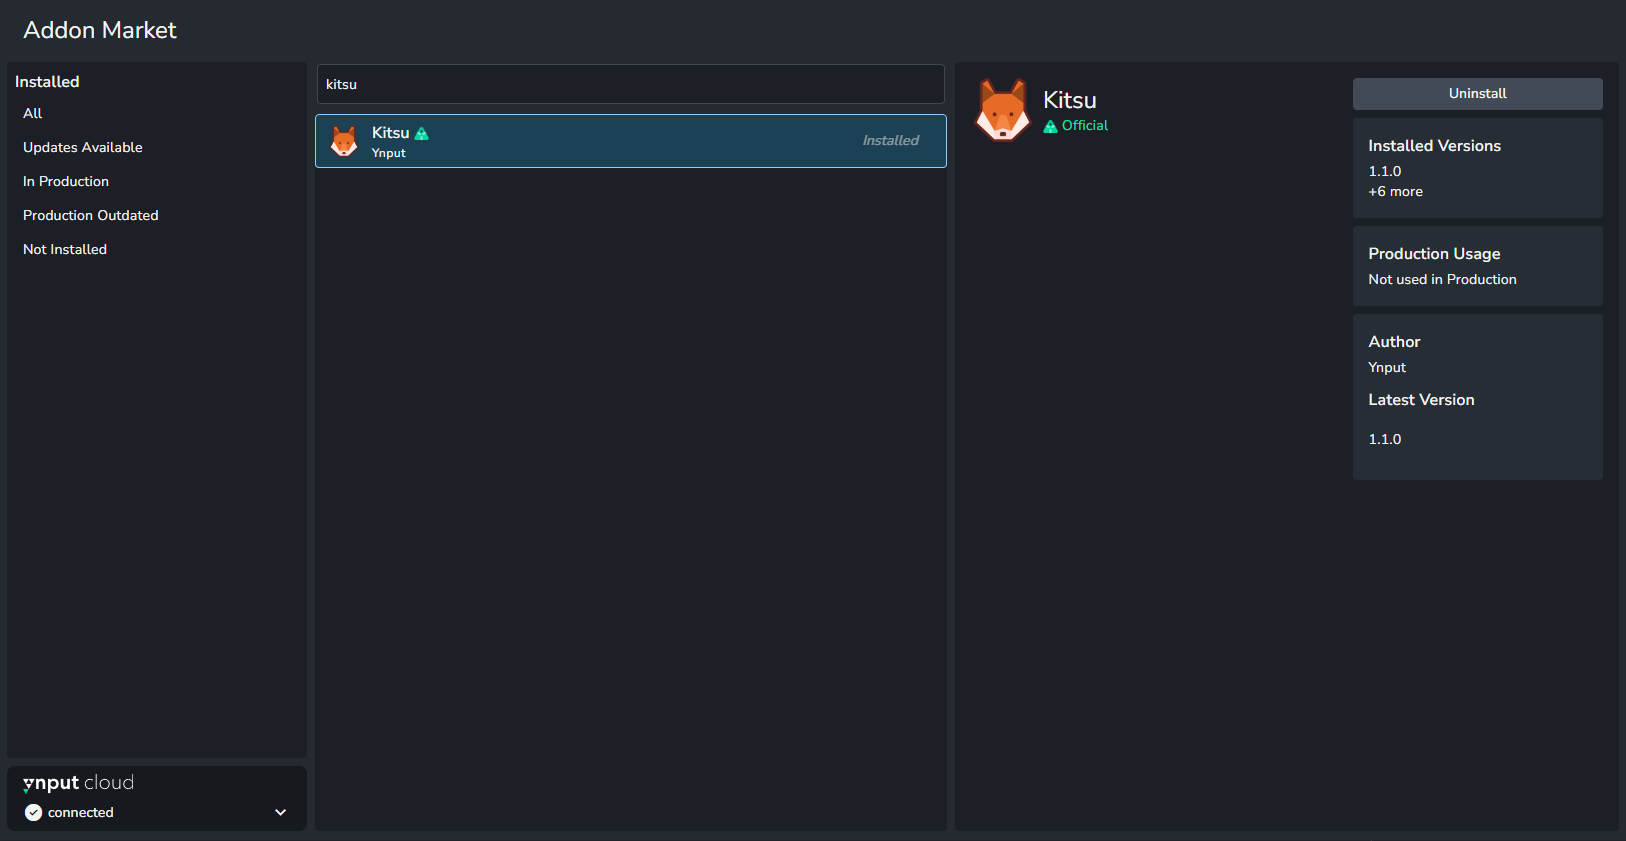 Addon Market
Installed
All
Updates Available
In Production
Production Outdated
Not Installed
ynput cloud
connected
kitsu
Kitsu
Ynput
Installed
Kitsu
Official
Uninstall
Installed Versions
1.1.0
+6 more
Production Usage
Not used in Production
Author
Ynput
Latest Version
1.1.0